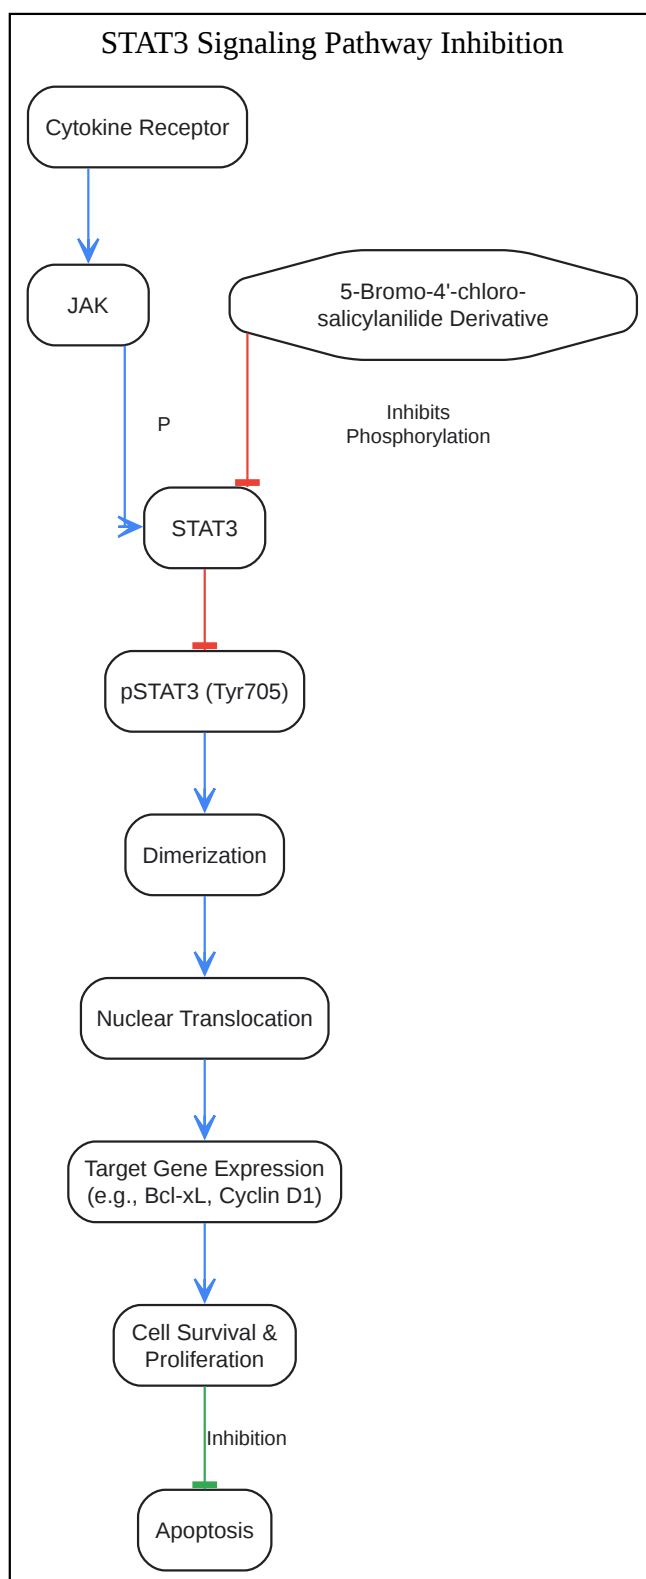 STAT3 Signaling Pathway Inhibition
Cytokine Receptor
JAK
5-Bromo-4'-chloro-
salicylanilide Derivative
P
Inhibits
Phosphorylation
STAT3
pSTAT3 (Tyr705)
Dimerization
Nuclear Translocation
Target Gene Expression
(e.g., Bcl-xL, Cyclin D1)
Cell Survival &
Proliferation
Inhibition
Apoptosis